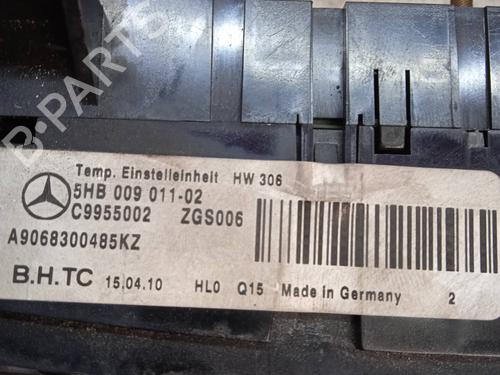 Temp. Einstelleinheit HW 306
5HB 009 011-02
C9955002 ZGS006
A9068300485KZ
B.H.TC 15.04.10 HL0 Q15 Made in Germany 2